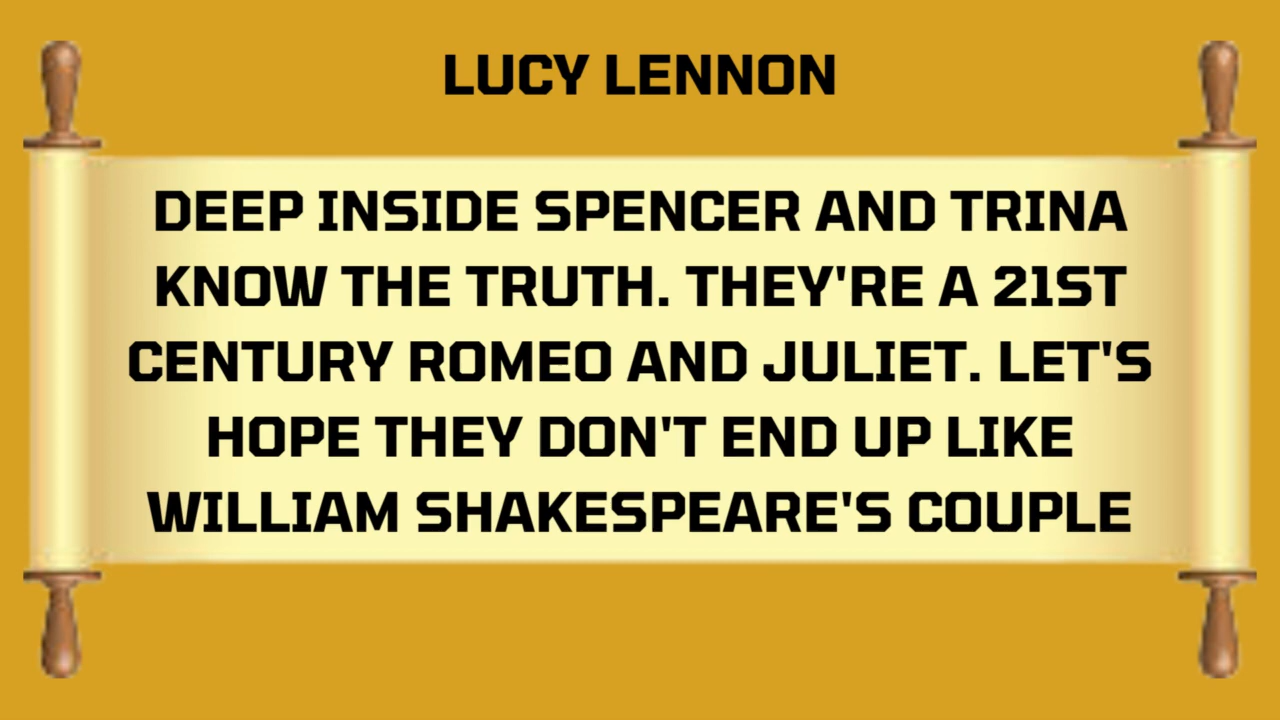 LUCY LENNON
DEEP INSIDE SPENCER AND TRINA
KNOW THE TRUTH. THEY'RE A 21ST
CENTURY ROMEO AND JULIET. LET'S
HOPE THEY DON'T END UP LIKE
WILLIAM SHAKESPEARE'S COUPLE